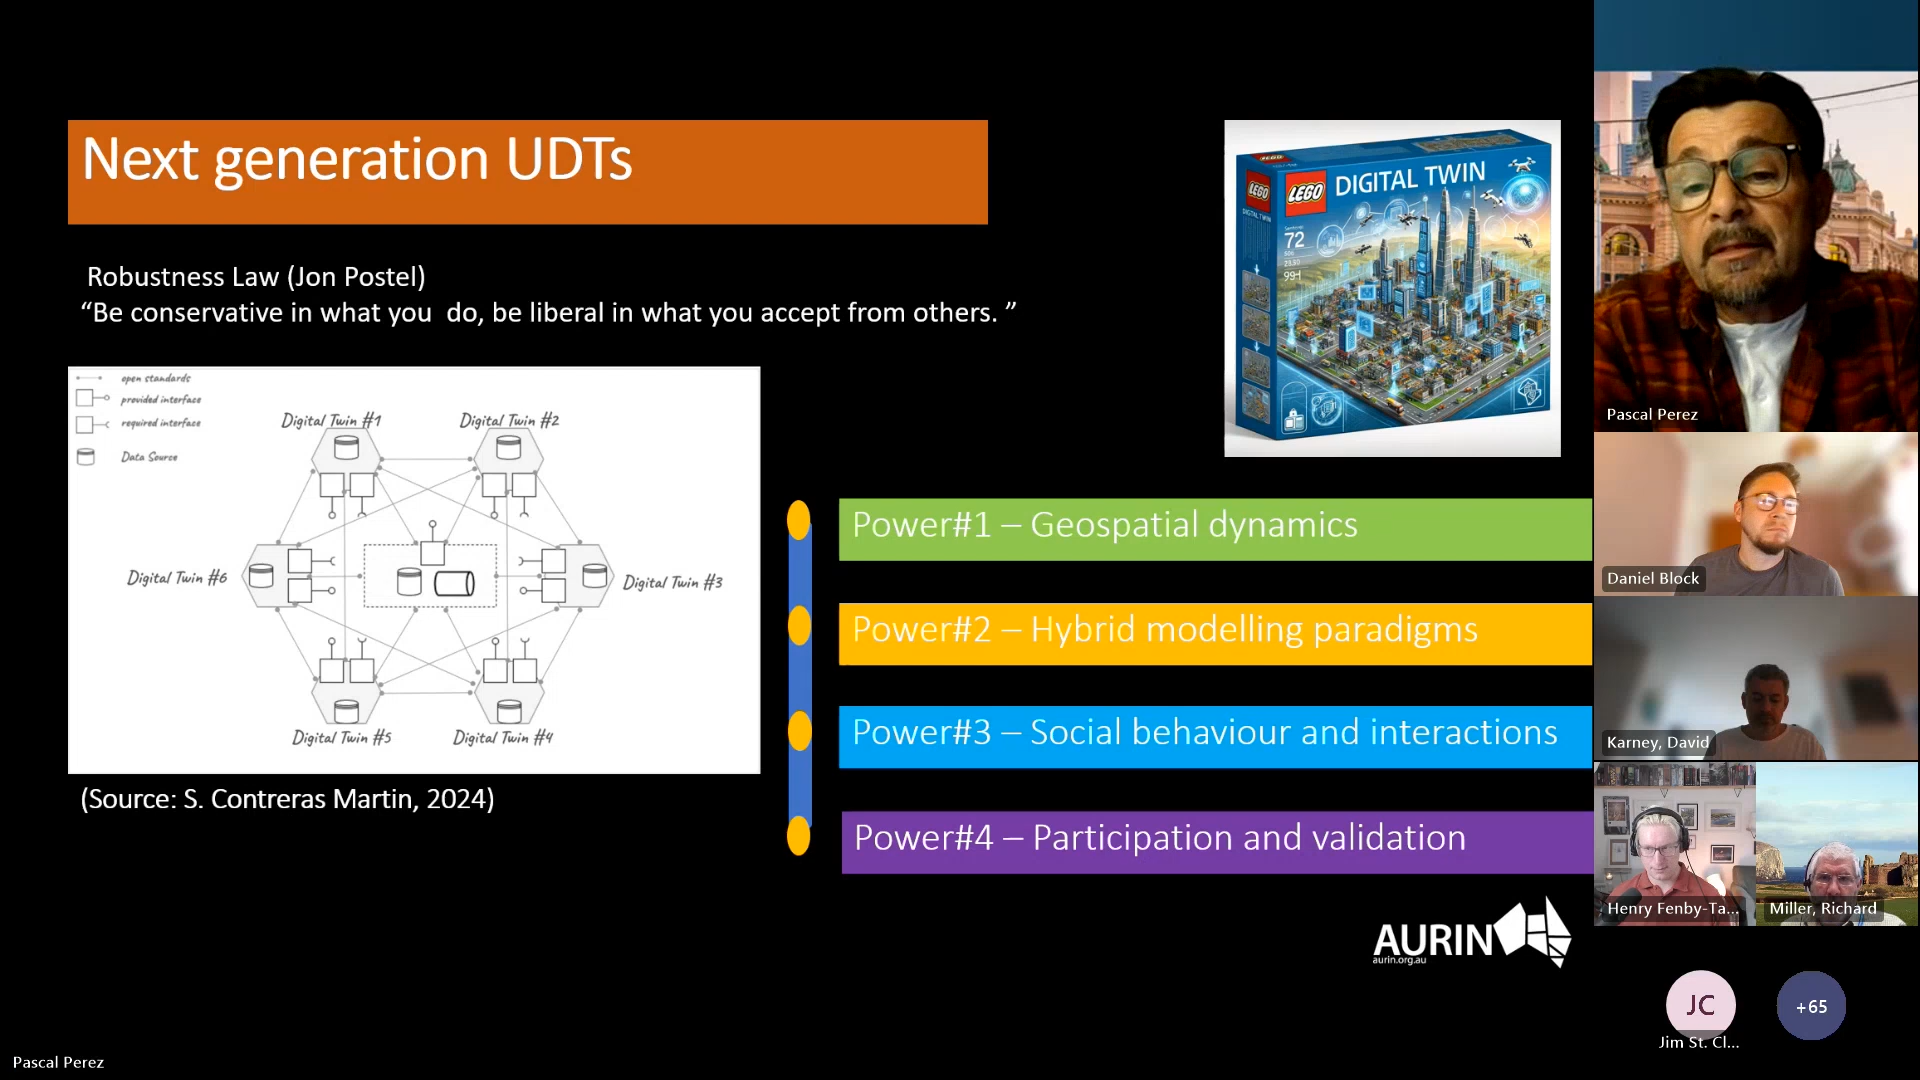 Next generation UDTs
Robustness Law (Jon Postel)
“Be conservative in what you  do, be liberal in what you accept from others. ”
open standards
provided interface
required interface
Data Source
Digital Twin #1
Digital Twin #2
Digital Twin #6
Digital Twin #3
Digital Twin #5
Digital Twin #4
(Source: S. Contreras Martin, 2024)
LEGO
LEGO
LEGO
DIGITAL TWIN
DIGITAL TWIN
72
Power#1 – Geospatial dynamics
Power#2 – Hybrid modelling paradigms
Power#3 – Social behaviour and interactions
Power#4 – Participation and validation
AURIN
aurin.org.au
Pascal Perez
Daniel Block
Karney, David
Henry Fenby-Ta...
Miller, Richard
JC
+65
Jim St. Cl...
Pascal Perez